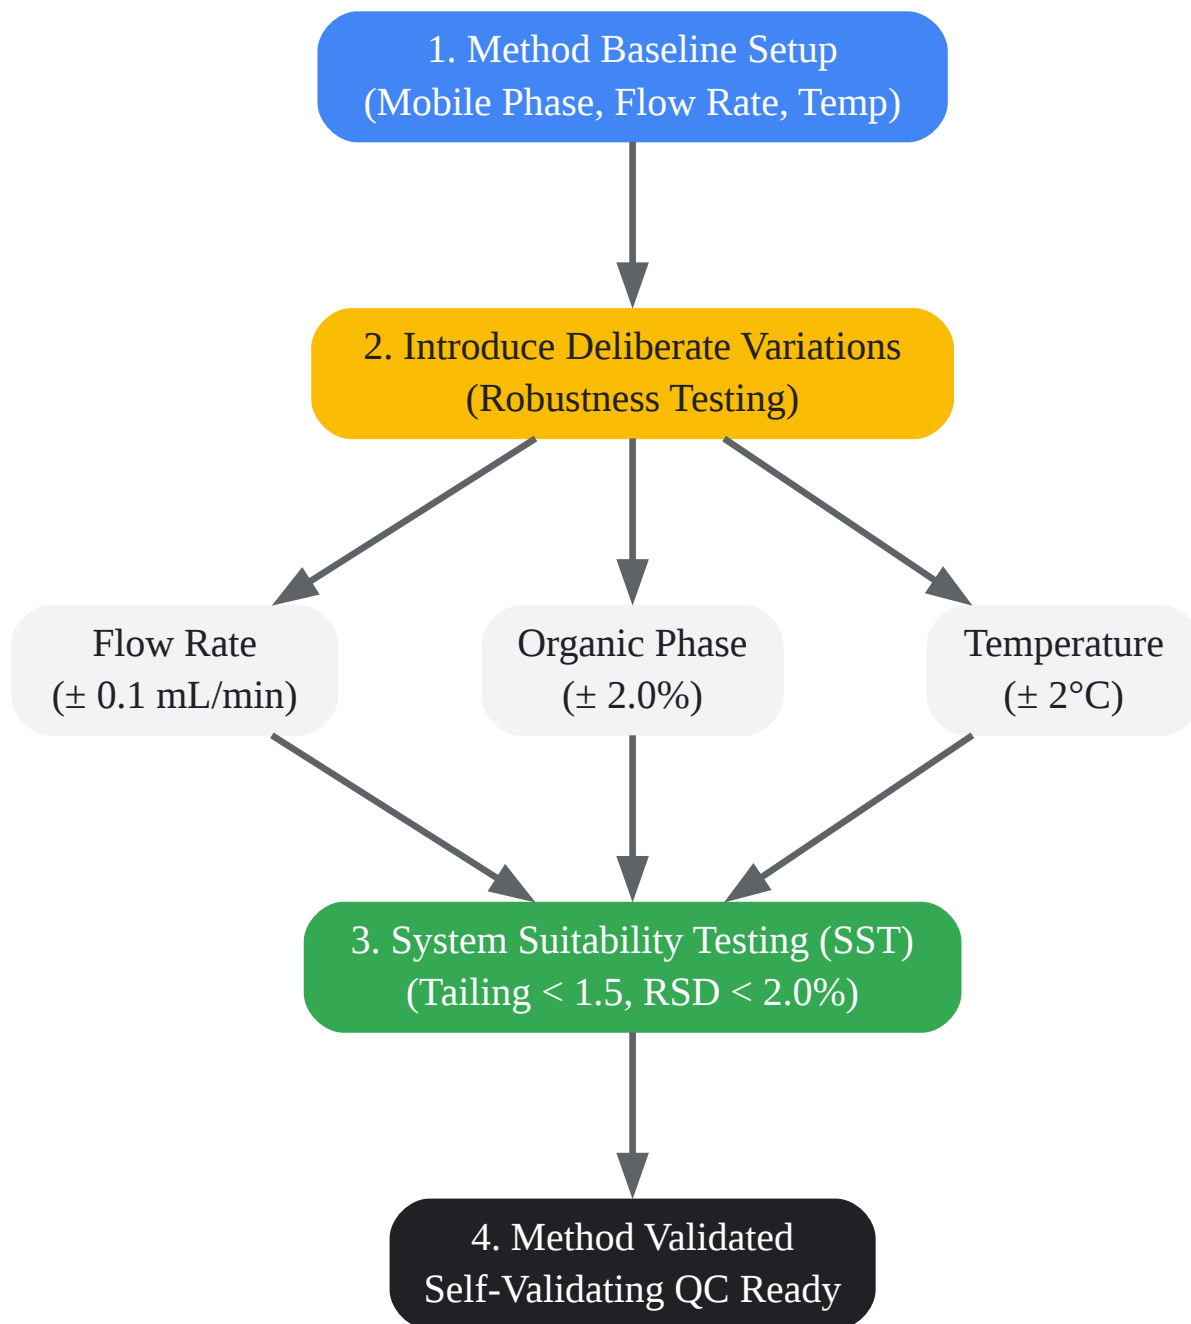 1. Method Baseline Setup
(Mobile Phase, Flow Rate, Temp)
2. Introduce Deliberate Variations
(Robustness Testing)
Flow Rate
(± 0.1 mL/min)
Organic Phase
(± 2.0%)
Temperature
(± 2°C)
3. System Suitability Testing (SST)
(Tailing < 1.5, RSD < 2.0%)
4. Method Validated
Self-Validating QC Ready